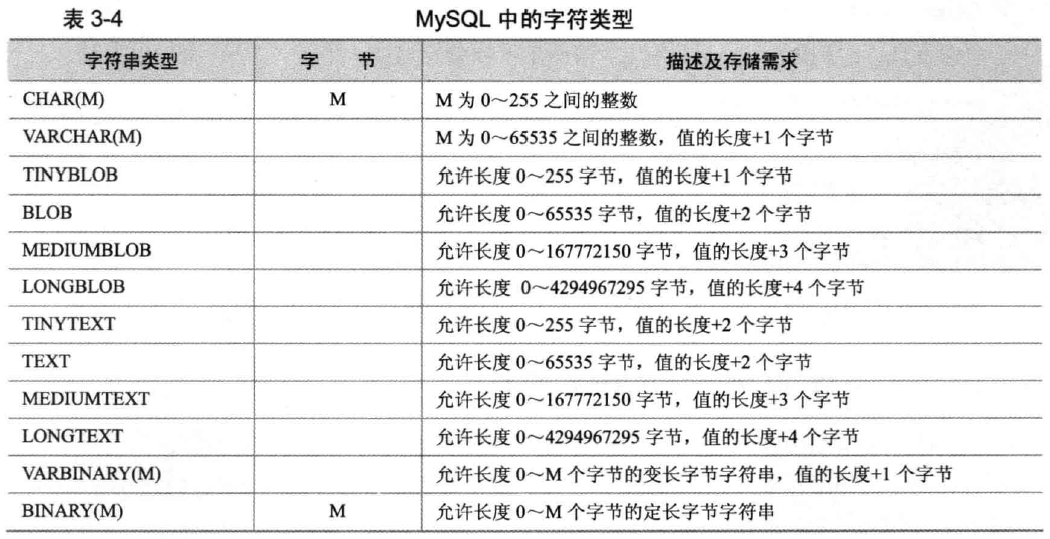 表 3-4 MySQL 中的字符类型
字符串类型 字 节 描述及存储需求
CHAR(M) M M 为 0～255 之间的整数
VARCHAR(M) M 为 0～65535 之间的整数，值的长度+1 个字节
TINYBLOB 允许长度 0～255 字节，值的长度+1 个字节
BLOB 允许长度 0～65535 字节，值的长度+2 个字节
MEDIUMBLOB 允许长度 0～167772150 字节，值的长度+3 个字节
LONGBLOB 允许长度 0～4294967295 字节，值的长度+4 个字节
TINYTEXT 允许长度 0～255 字节，值的长度+2 个字节
TEXT 允许长度 0～65535 字节，值的长度+2 个字节
MEDIUMTEXT 允许长度 0～167772150 字节，值的长度+3 个字节
LONGTEXT 允许长度 0～4294967295 字节，值的长度+4 个字节
VARBINARY(M) 允许长度 0～M 个字节的变长字节字符串，值的长度+1 个字节
BINARY(M) M 允许长度 0～M 个字节的定长字节字符串